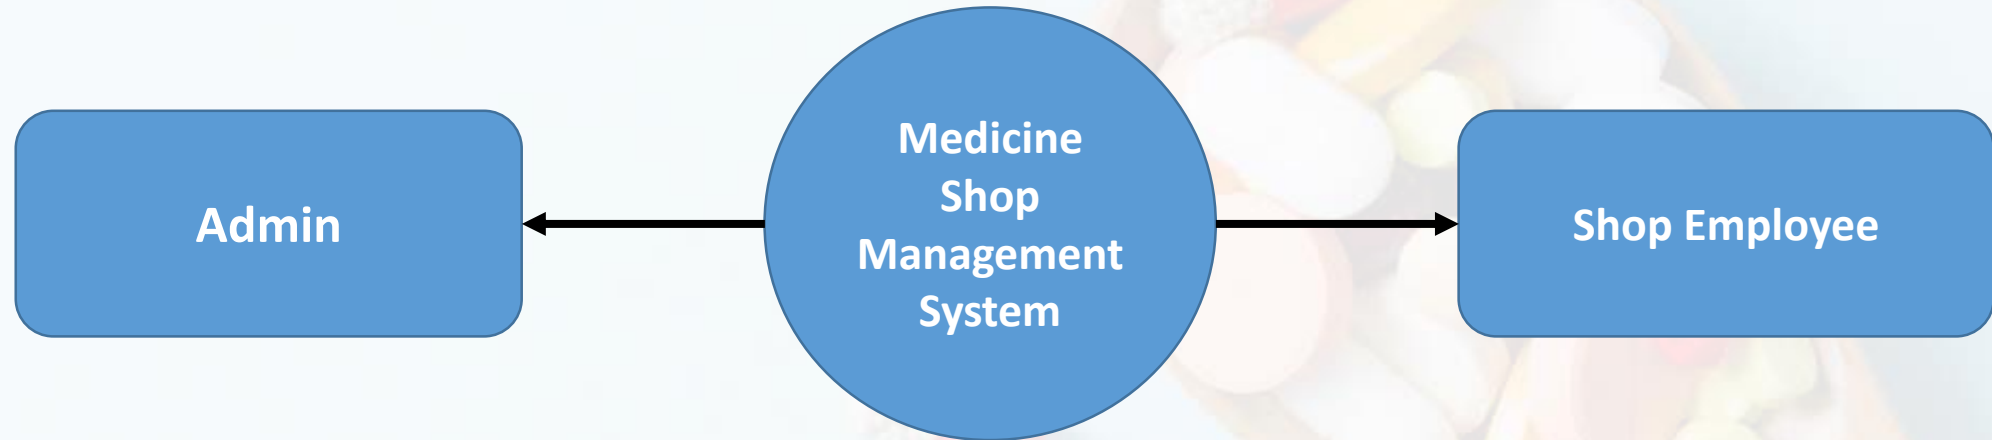 Admin
Medicine
Shop
Management
System
Shop Employee